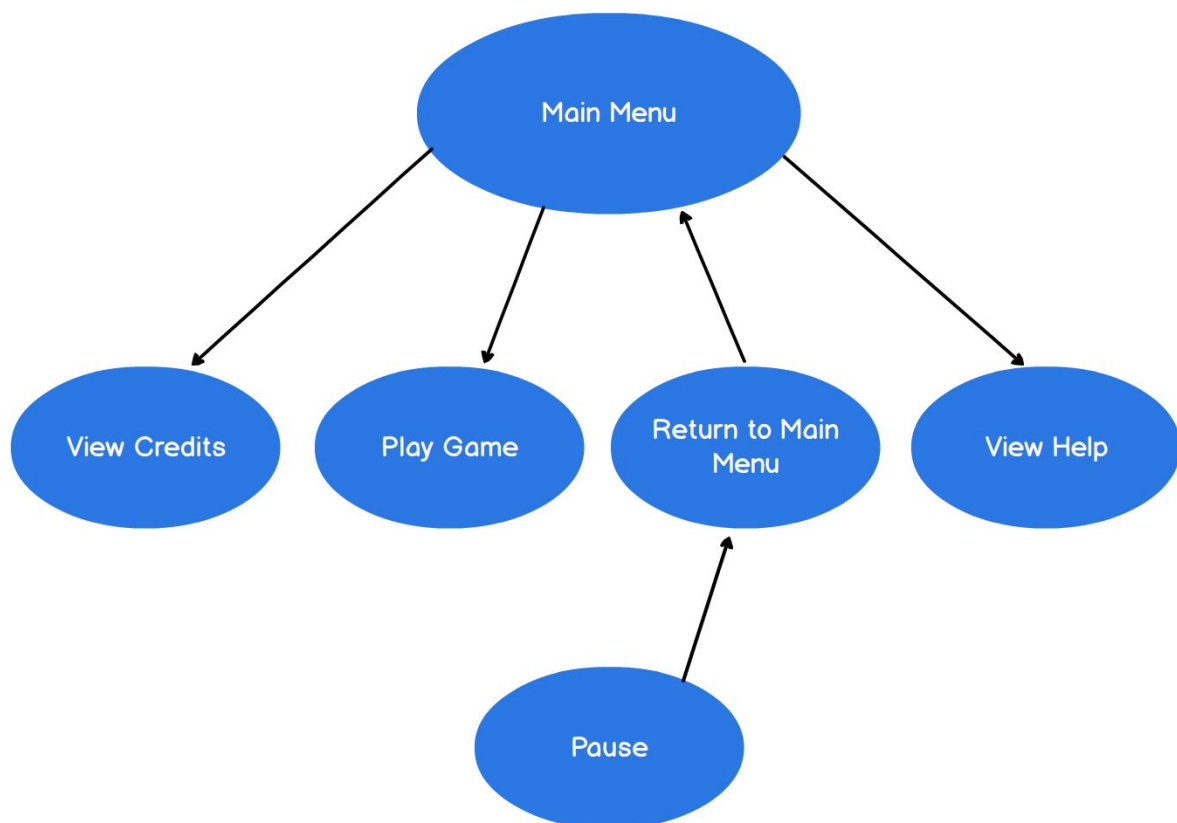 Main Menu
View Credits
Play Game
Return to Main
Menu
View Help
Pause